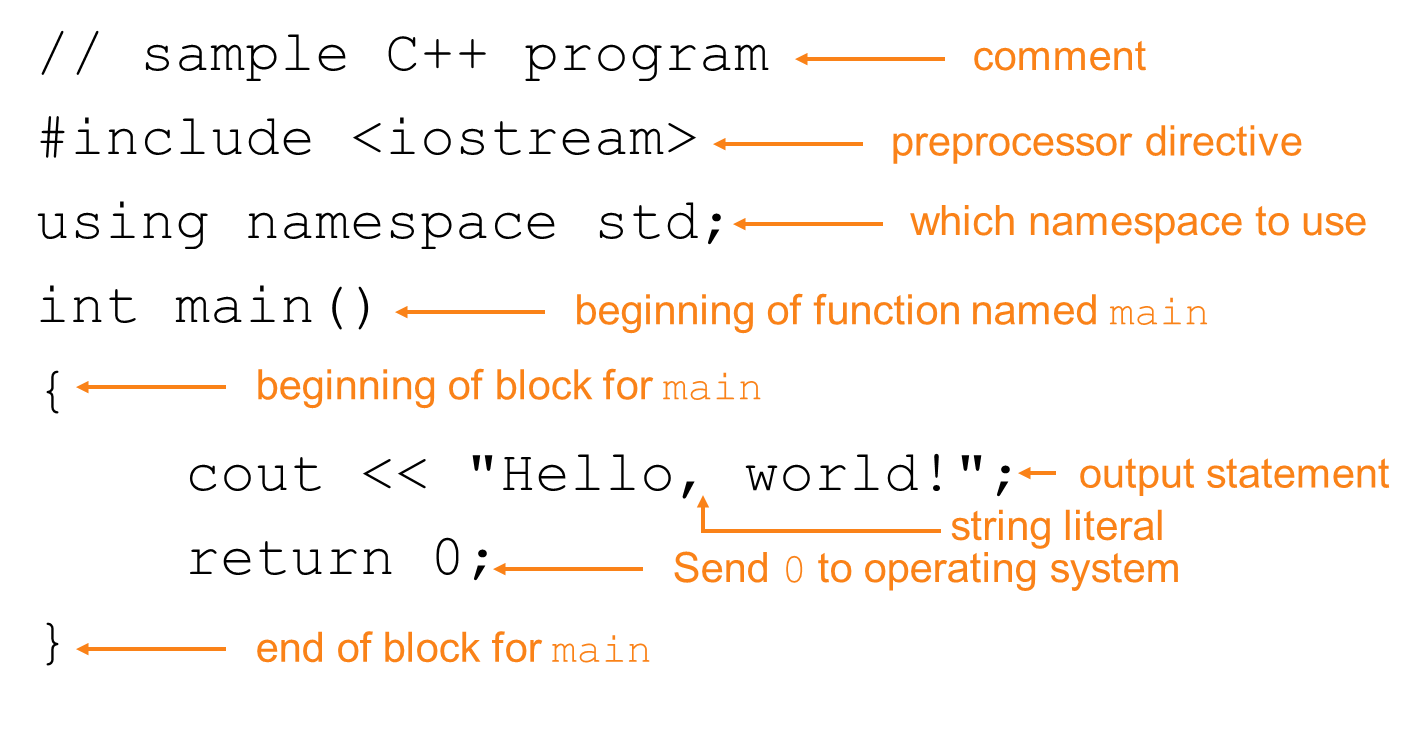 // sample C++ program comment
#include <iostream> preprocessor directive
using namespace std; which namespace to use
int main() beginning of function named main
{ beginning of block for main
cout << "Hello, world!"; output statement
string literal
return 0; Send 0 to operating system
} end of block for main